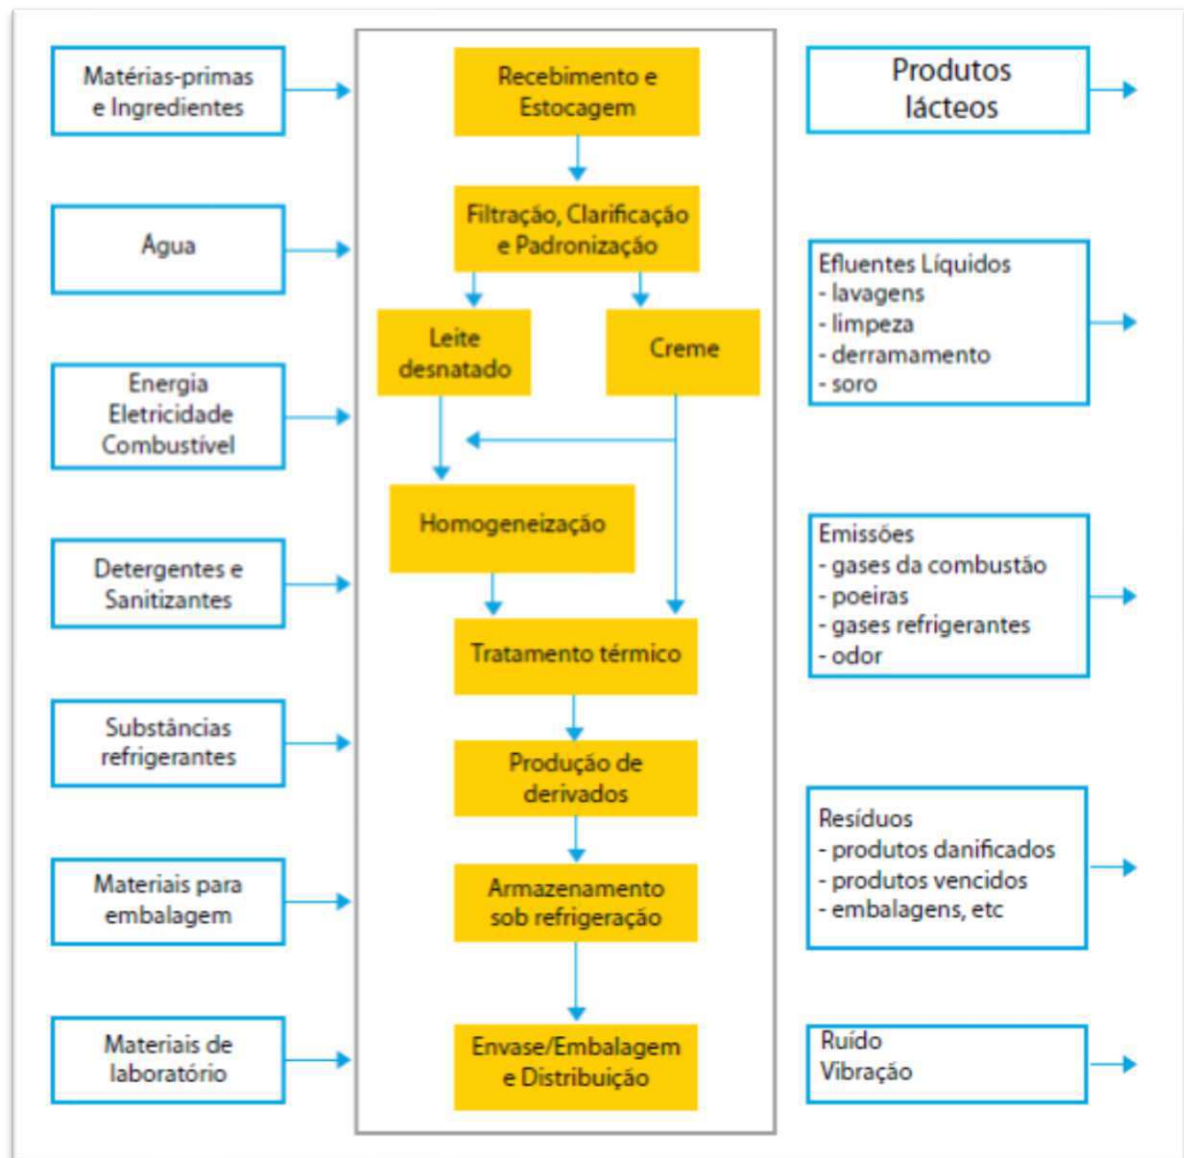 Matérias-primas
e Ingredientes
Água
Energia
Eletricidade
Combustível
Detergentes e
Sanitizantes
Substâncias
refrigerantes
Materiais para
embalagem
Materiais de
laboratório
Recebimento e
Estocagem
Filtração, Clarificação
e Padronização
Leite
desnatado
Creme
Homogeneização
Tratamento térmico
Produção de
derivados
Armazenamento
sob refrigeração
Envase/Embalagem
e Distribuição
Produtos
lácteos
Efluentes Líquidos
- lavagens
- limpeza
- derramamento
- soro
Emissões
- gases da combustão
- poeiras
- gases refrigerantes
- odor
Resíduos
- produtos danificados
- produtos vencidos
- embalagens, etc
Ruído
Vibração